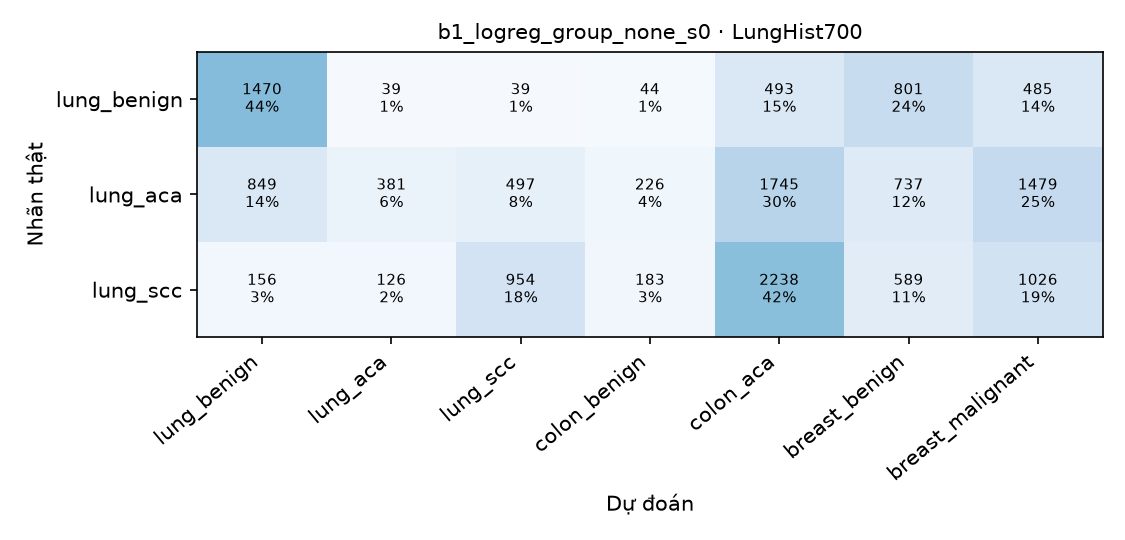 b1_logreg_group_none_s0 · LungHist700
Nhãn thật
lung_benign
1470 39 39 44 493 801 485
44% 1% 1% 1% 15% 24% 14%
lung_aca
849 381 497 226 1745 737 1479
14% 6% 8% 4% 30% 12% 25%
lung_scc
156 126 954 183 2238 589 1026
3% 2% 18% 3% 42% 11% 19%
lung_benign
lung_aca
lung_scc
colon_benign
colon_aca
breast_benign
breast_malignant
Dự đoán